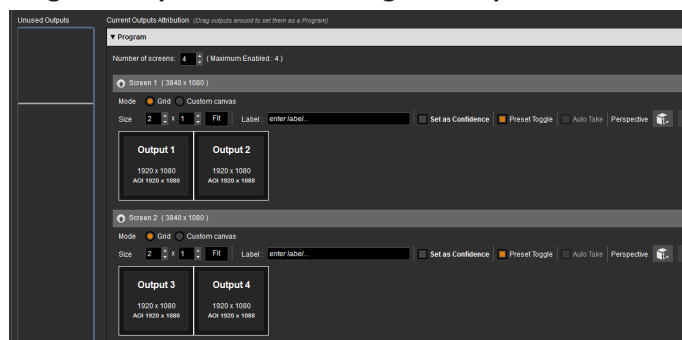 Unused Outputs
Current Outputs Attribution (Drag outputs around to set them as a Program)
▼ Program
Number of screens: 4 ( Maximum Enabled : 4 )
Screen 1 ( 3840 x 1080 )
Mode Grid Custom canvas
Size 2 x 1 Fit Label : enter label... Set as Confidence Preset Toggle Auto Take Perspective
Output 1 Output 2
1920 x 1080 1920 x 1080
AOI 1920 x 1080 AOI 1920 x 1080
Screen 2 ( 3840 x 1080 )
Mode Grid Custom canvas
Size 2 x 1 Fit Label : enter label... Set as Confidence Preset Toggle Auto Take Perspective
Output 3 Output 4
1920 x 1080 1920 x 1080
AOI 1920 x 1080 AOI 1920 x 1080